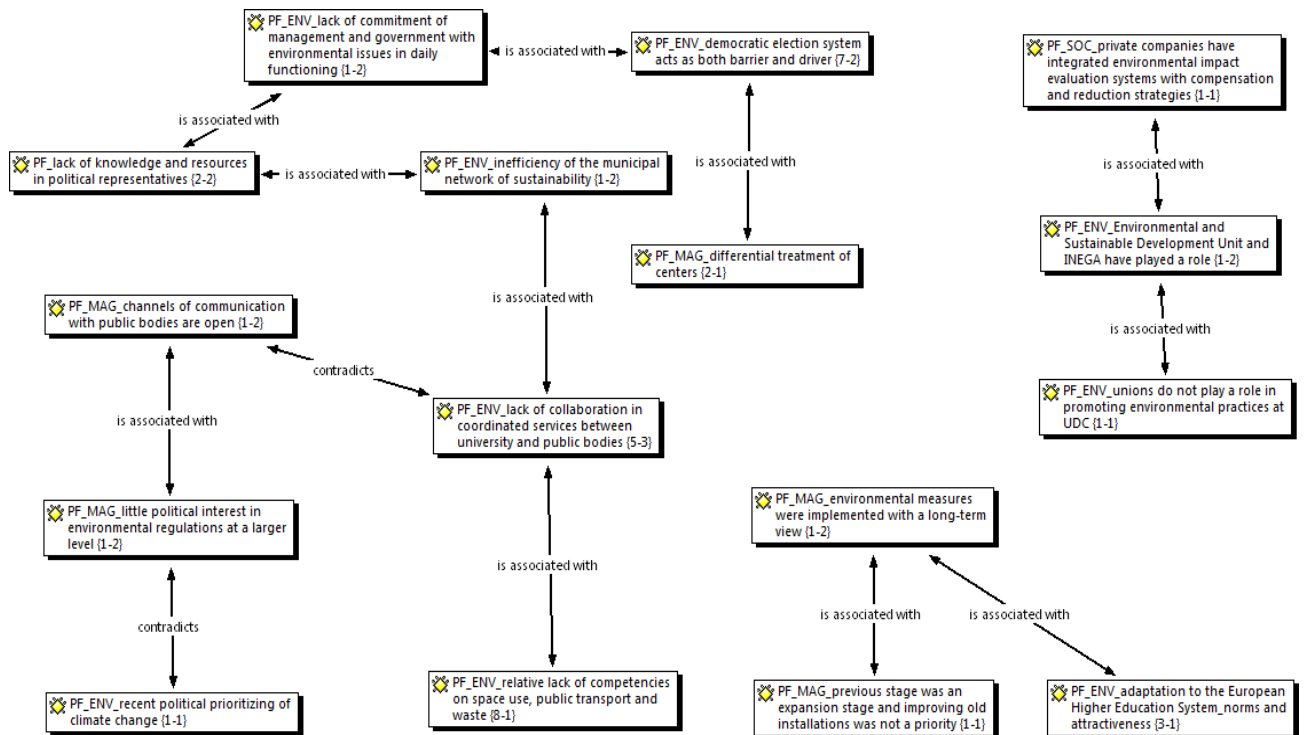 PF_ENV_lack of commitment of
management and government with
environmental issues in daily
functioning {1-2}
is associated with
PF_ENV_democratic election system
acts as both barrier and driver {7-2}
PF_SOC_private companies have
integrated environmental impact
evaluation systems with compensation
and reduction strategies {1-1}
is associated with
is associated with
is associated with
PF_lack of knowledge and resources
in political representatives {2-2}
is associated with
PF_ENV_inefficiency of the municipal
network of sustainability {1-2}
PF_ENV_Environmental and
Sustainable Development Unit and
INEGA have played a role {1-2}
PF_MAG_differential treatment of
centers {2-1}
is associated with
is associated with
PF_MAG_channels of communication
with public bodies are open {1-2}
contradicts
PF_ENV_unions do not play a role in
promoting environmental practices at
UDC {1-1}
PF_ENV_lack of collaboration in
coordinated services between
university and public bodies {5-3}
is associated with
PF_MAG_little political interest in
environmental regulations at a larger
level {1-2}
PF_MAG_environmental measures
were implemented with a long-term
view {1-2}
is associated with
is associated with
is associated with
contradicts
PF_ENV_recent political prioritizing of
climate change {1-1}
PF_ENV_relative lack of competencies
on space use, public transport and
waste {8-1}
PF_MAG_previous stage was an
expansion stage and improving old
installations was not a priority {1-1}
PF_ENV_adaptation to the European
Higher Education System_norms and
attractiveness {3-1}